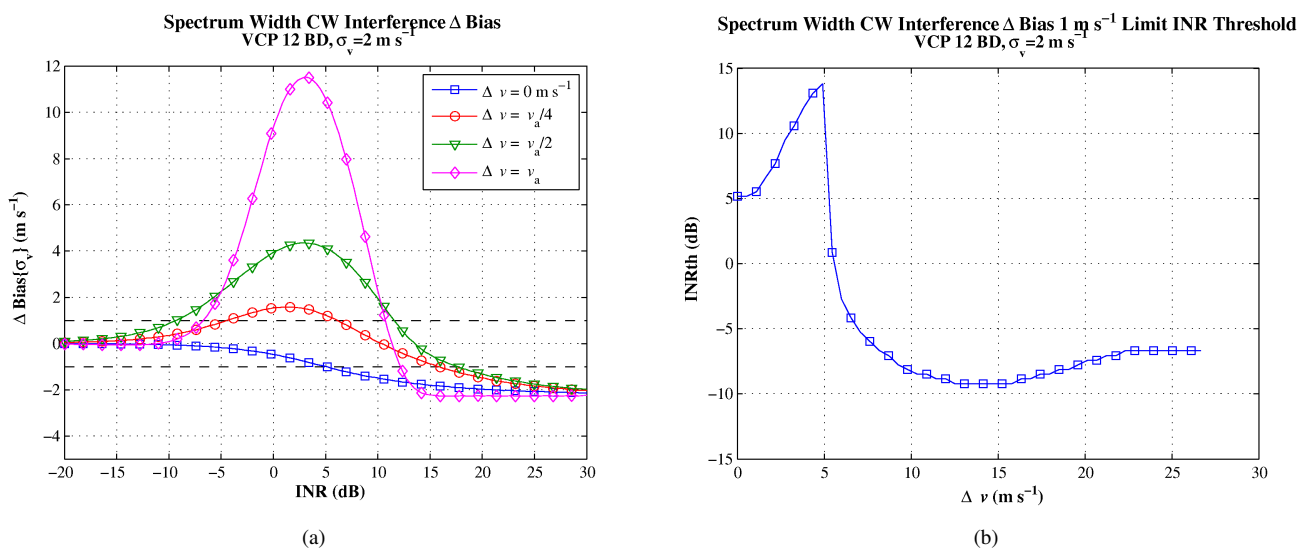 Spectrum Width CW Interference Δ Bias
VCP 12 BD, σv=2 m s−1
12
10
8
6
4
2
0
−2
−4
Δ Bias{σv} (m s−1)
Δ v = 0 m s−1
Δ v = va/4
Δ v = va/2
Δ v = va
−20
−15
−10
−5
0
5
10
15
20
25
30
INR (dB)
(a)
Spectrum Width CW Interference Δ Bias 1 m s−1 Limit INR Threshold
VCP 12 BD, σv=2 m s−1
15
10
5
0
−5
−10
−15
INRth (dB)
0
5
10
15
20
25
30
Δ v (m s−1)
(b)